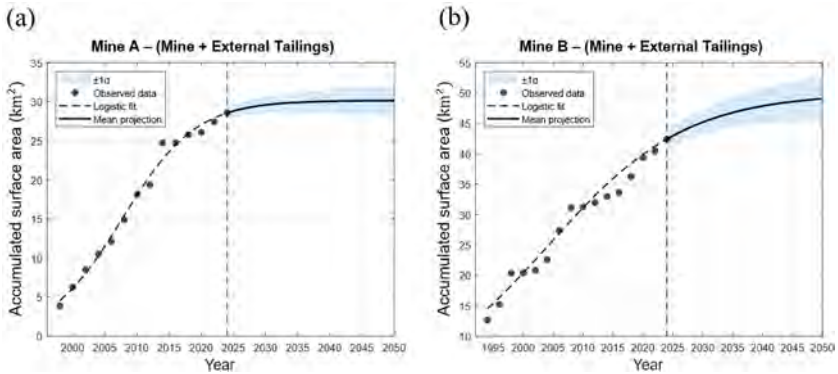 (a)
Mine A – (Mine + External Tailings)
±1σ
Observed data
Logistic fit
Mean projection
Accumulated surface area (km²)
35
30
25
20
15
10
5
0
2000 2005 2010 2015 2020 2025 2030 2035 2040 2045 2050
Year
(b)
Mine B – (Mine + External Tailings)
±1σ
Observed data
Logistic fit
Mean projection
Accumulated surface area (km²)
55
50
45
40
35
30
25
20
15
10
1995 2000 2005 2010 2015 2020 2025 2030 2035 2040 2045 2050
Year